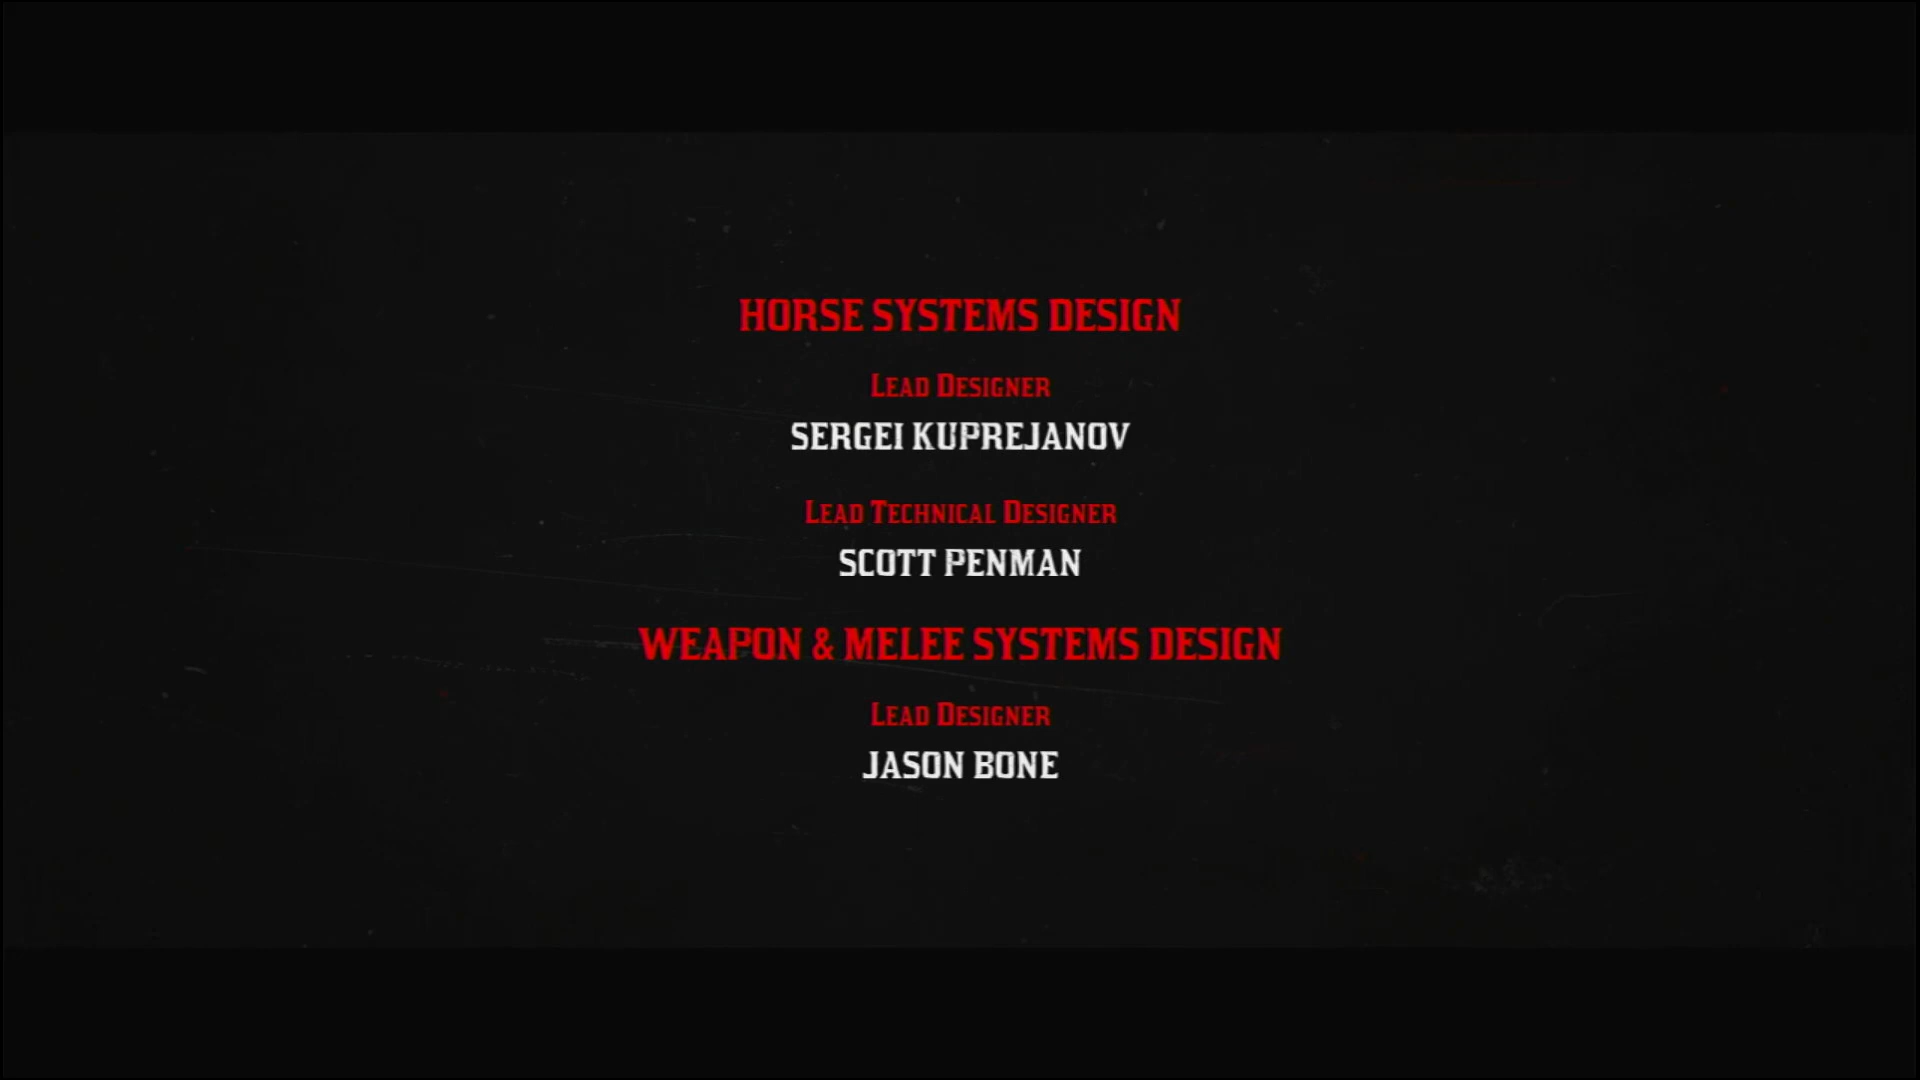 HORSE SYSTEMS DESIGN
LEAD DESIGNER
SERGEI KUPREJANOV
LEAD TECHNICAL DESIGNER
SCOTT PENMAN
WEAPON & MELEE SYSTEMS DESIGN
LEAD DESIGNER
JASON BONE